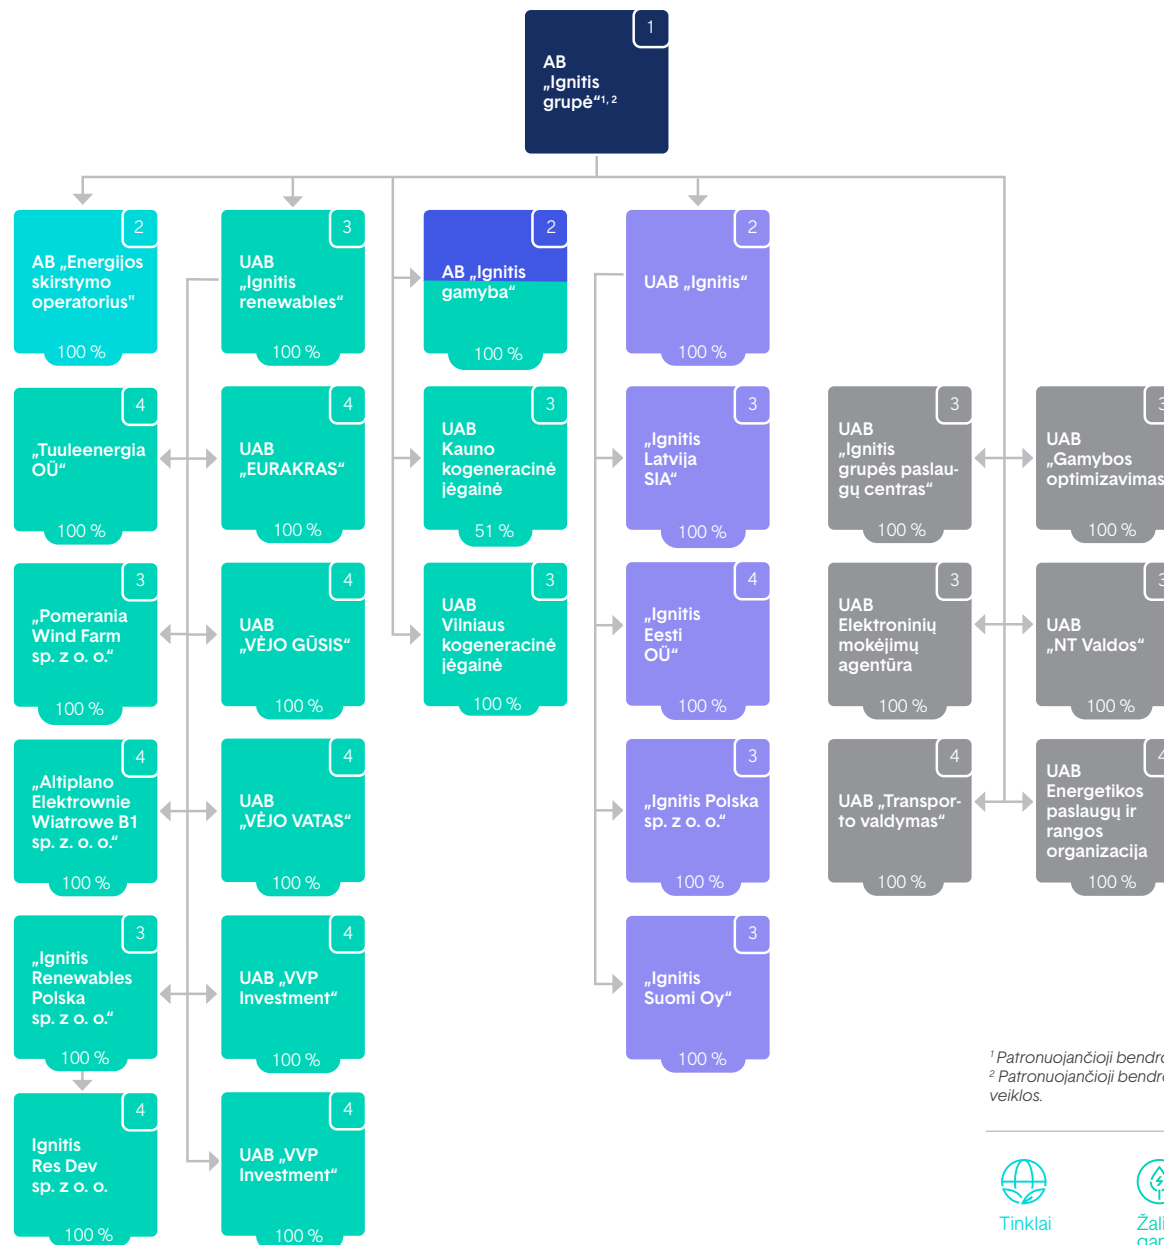 1
AB
„Ignitis
grupė“¹, ²
2
AB „Energijos
skirstymo
operatorius"
100 %
3
UAB
„Ignitis
renewables“
100 %
2
AB „Ignitis
gamyba“
100 %
2
UAB „Ignitis“
100 %
4
„Tuuleenergia
OÜ“
100 %
4
UAB
„EURAKRAS“
100 %
3
UAB
Kauno
kogeneracinė
jėgainė
51 %
3
„Ignitis
Latvija
SIA“
100 %
3
UAB
„Ignitis
grupės paslau-
gų centras“
100 %
3
UAB
„Gamybos
optimizavimas
100 %
3
„Pomerania
Wind Farm
sp. z o. o.“
100 %
4
UAB
„VĖJO GŪSIS“
100 %
3
UAB
Vilniaus
kogeneracinė
jėgainė
100 %
4
„Ignitis
Eesti
OÜ“
100 %
3
UAB
Elektroninių
mokėjimų
agentūra
100 %
3
UAB
„NT Valdos“
100 %
4
„Altiplano
Elektrownie
Wiatrowe B1
sp. z. o. o.“
100 %
4
UAB
„VĖJO VATAS“
100 %
3
„Ignitis Polska
sp. z o. o.“
100 %
4
UAB „Transpor-
to valdymas“
100 %
4
UAB
Energetikos
paslaugų ir
rangos
organizacija
100 %
3
„Ignitis
Renewables
Polska
sp. z o. o.“
100 %
4
UAB „VVP
Investment“
100 %
3
„Ignitis
Suomi Oy“
100 %
4
Ignitis
Res Dev
sp. z o. o.
100 %
4
UAB „VVP
Investment“
100 %
¹ Patronuojančioji
² Patronuojančioji
veiklos.
Tinklai